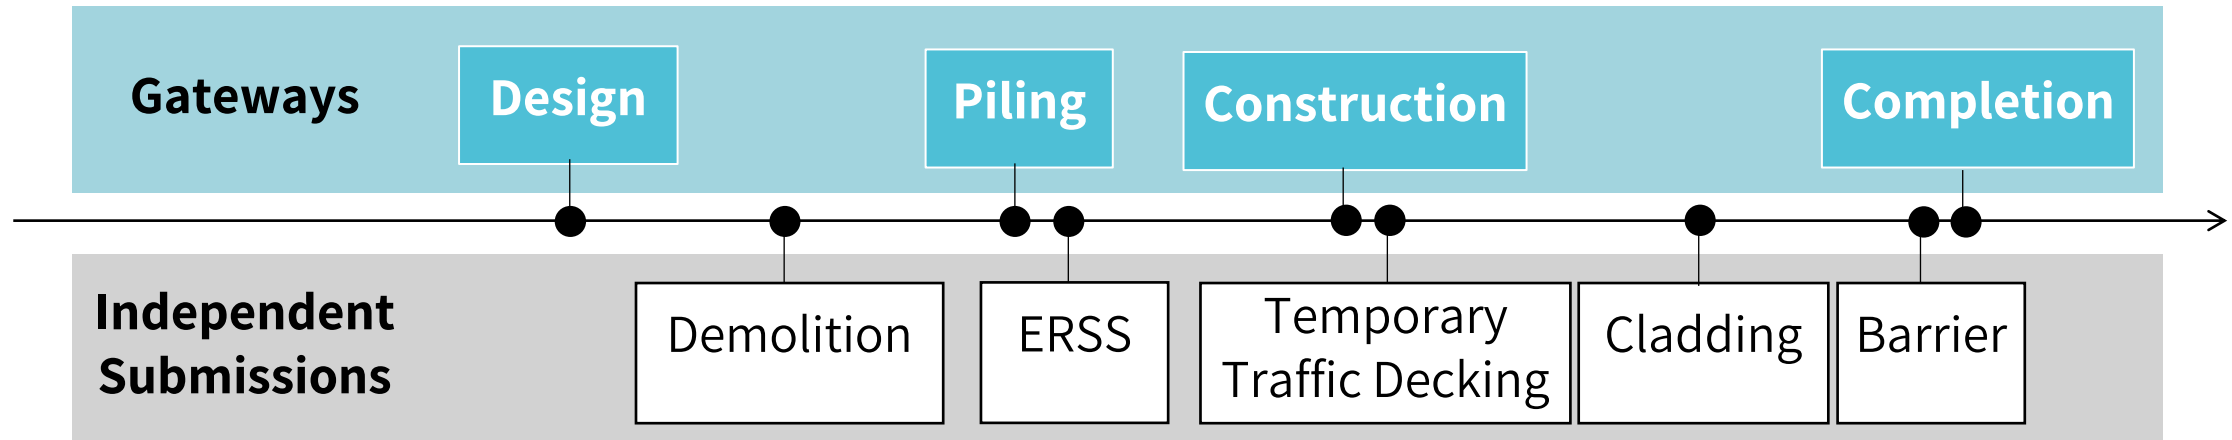 Gateways
Design
Piling
Construction
Completion
Independent
Submissions
Demolition
ERSS
Temporary
Traffic Decking
Cladding
Barrier